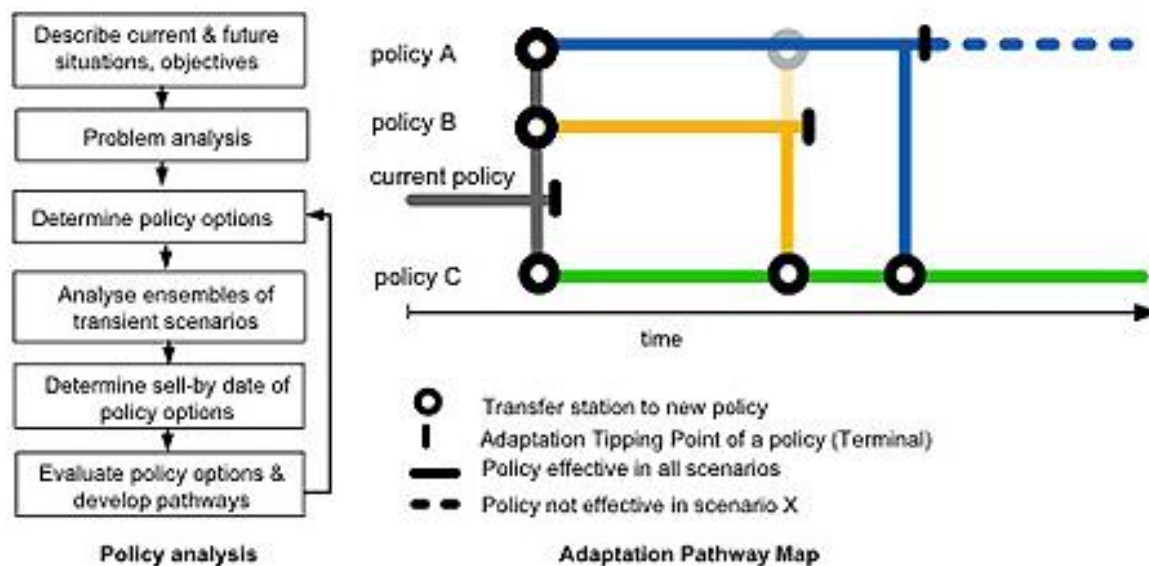 Describe current & future
situations, objectives
Problem analysis
Determine policy options
Analyse ensembles of
transient scenarios
Determine sell-by date of
policy options
Evaluate policy options &
develop pathways
Policy analysis
policy A
policy B
current policy
policy C
time
Transfer station to new policy
Adaptation Tipping Point of a policy (Terminal)
Policy effective in all scenarios
Policy not effective in scenario X
Adaptation Pathway Map